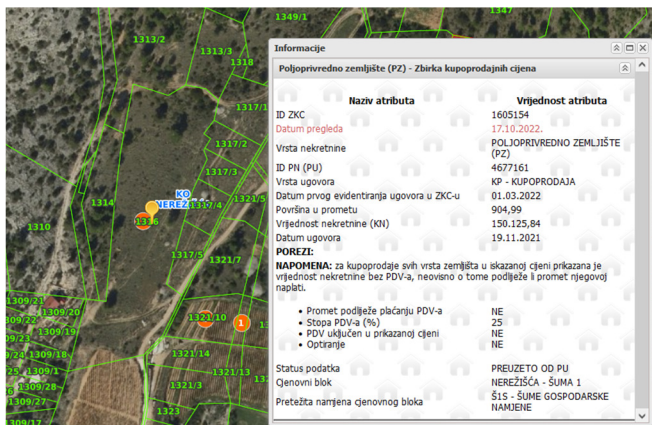 1349/1
1347
1313/2
1313/3
1318
1317/1
1317/2
1317/3
1314
1321/5
KO
1317/4
1316
1310
1317/5
1321/7
1309/21
1309/20
1309/19
1321/10
1
1309/18
1321/14
1309/1
1321/13
1309/28
1321/3
1309/27
1323
1309/17
Informacije
Poljoprivredno zemljište (PZ) - Zbirka kupoprodajnih cijena
Naziv atributa Vrijednost atributa
ID ZKC 1605154
Datum pregleda 17.10.2022.
Vrsta nekretnine POLJOPRIVREDNO ZEMLJIŠTE
(PZ)
ID PN (PU) 4677161
Vrsta ugovora KP - KUPOPRODAJA
Datum prvog evidentiranja ugovora u ZKC-u 01.03.2022
Površina u prometu 904,99
Vrijednost nekretnine (KN) 150.125,84
Datum ugovora 19.11.2021
POREZI:
NAPOMENA: za kupoprodaje svih vrsta zemljišta u iskazanoj cijeni prikazana je
vrijednost nekretnine bez PDV-a, neovisno o tome podliježe li promet njegovoj
naplati.
• Promet podliježe plaćanju PDV-a NE
• Stopa PDV-a (%) 25
• PDV uključen u prikazanoj cijeni NE
• Optiranje NE
Status podatka PREUZETO OD PU
Cjenovni blok NEREŽIŠĆA - ŠUMA 1
Pretežita namjena cjenovnog bloka Š1S - ŠUME GOSPODARSKE
NAMJENE